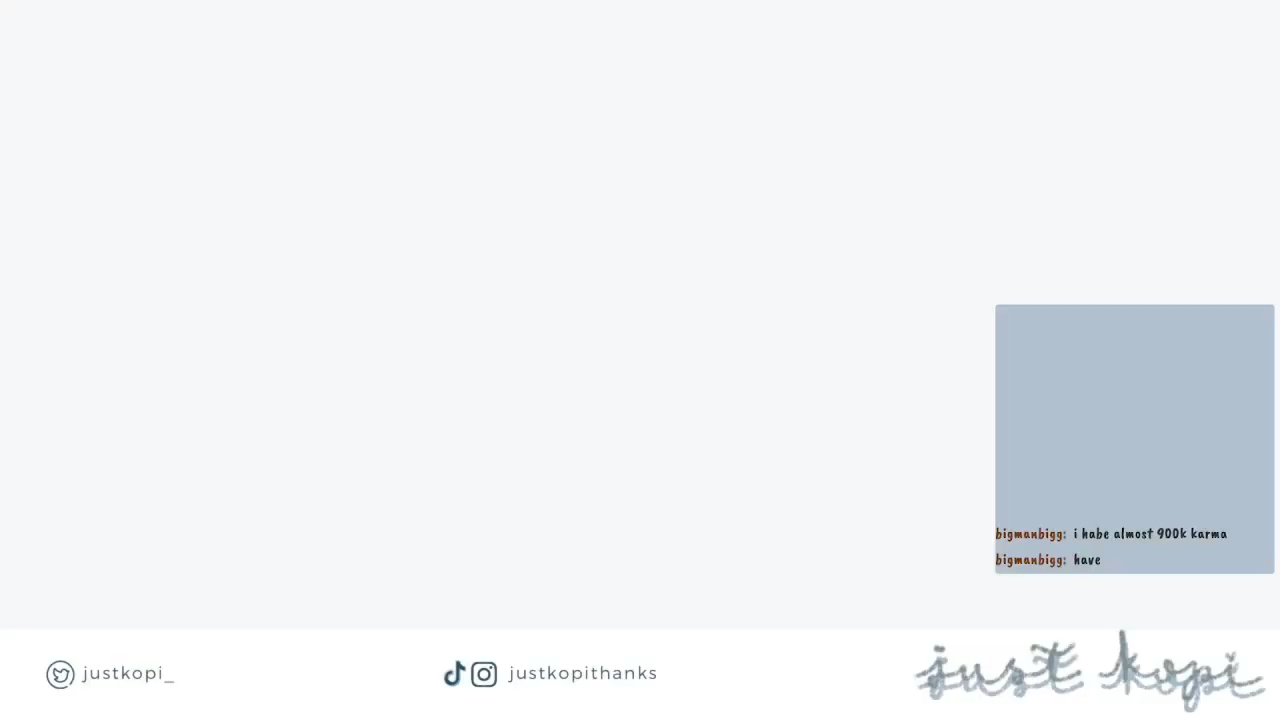 bigmanbigg: i habe almost 900k karma
bigmanbigg: have
justkopi_
justkopithanks
just kopi